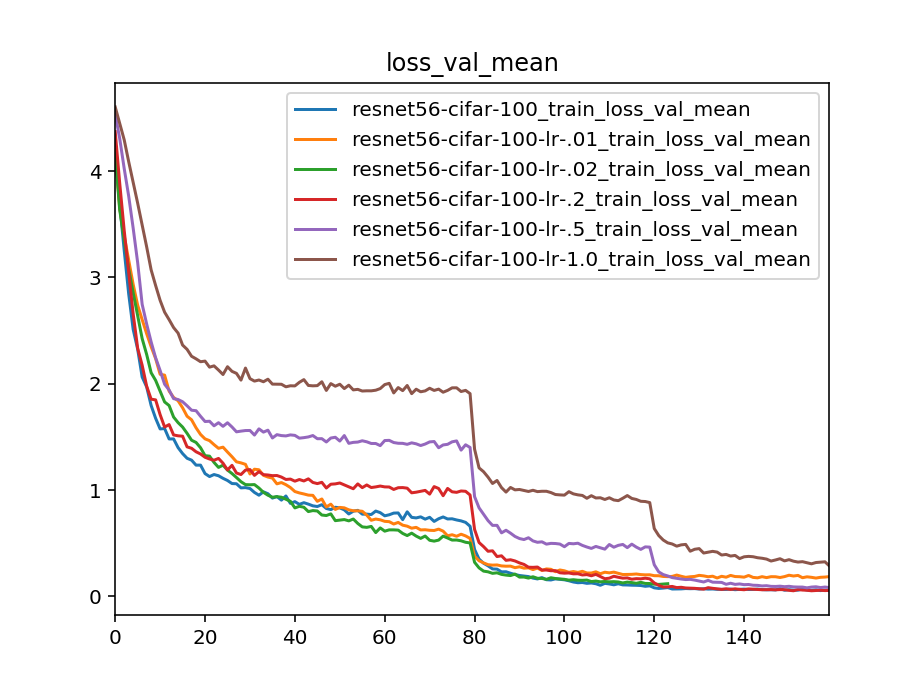 loss_val_mean
resnet56-cifar-100_train_loss_val_mean
resnet56-cifar-100-lr-.01_train_loss_val_mean
resnet56-cifar-100-lr-.02_train_loss_val_mean
resnet56-cifar-100-lr-.2_train_loss_val_mean
resnet56-cifar-100-lr-.5_train_loss_val_mean
resnet56-cifar-100-lr-1.0_train_loss_val_mean
4
3
2
1
0
0 20 40 60 80 100 120 140